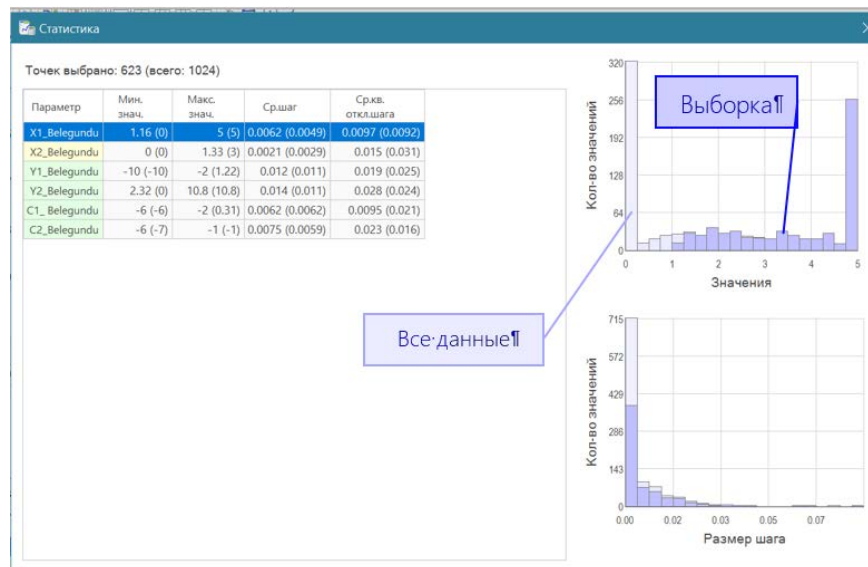 Статистика
Точек выбрано: 623 (всего: 1024)
Параметр Мин. знач. Макс. знач. Ср.шаг Ср.кв. откл.шага
X1_Belegundu 1.16 (0) 5 (5) 0.0062 (0.0049) 0.0097 (0.0092)
X2_Belegundu 0 (0) 1.33 (3) 0.0021 (0.0029) 0.015 (0.031)
Y1_Belegundu -10 (-10) -2 (1.22) 0.012 (0.011) 0.019 (0.025)
Y2_Belegundu 2.32 (0) 10.8 (10.8) 0.014 (0.011) 0.028 (0.024)
C1_ Belegundu -6 (-6) -2 (0.31) 0.0062 (0.0062) 0.0095 (0.021)
C2_Belegundu -6 (-7) -1 (-1) 0.0075 (0.0059) 0.023 (0.016)
Кол-во значений
320
256
192
128
64
0
0 1 2 3 4 5
Значения
Выборка¶
Все·данные¶
Кол-во значений
715
572
429
286
143
0
0.00 0.02 0.03 0.05 0.07
Размер шага